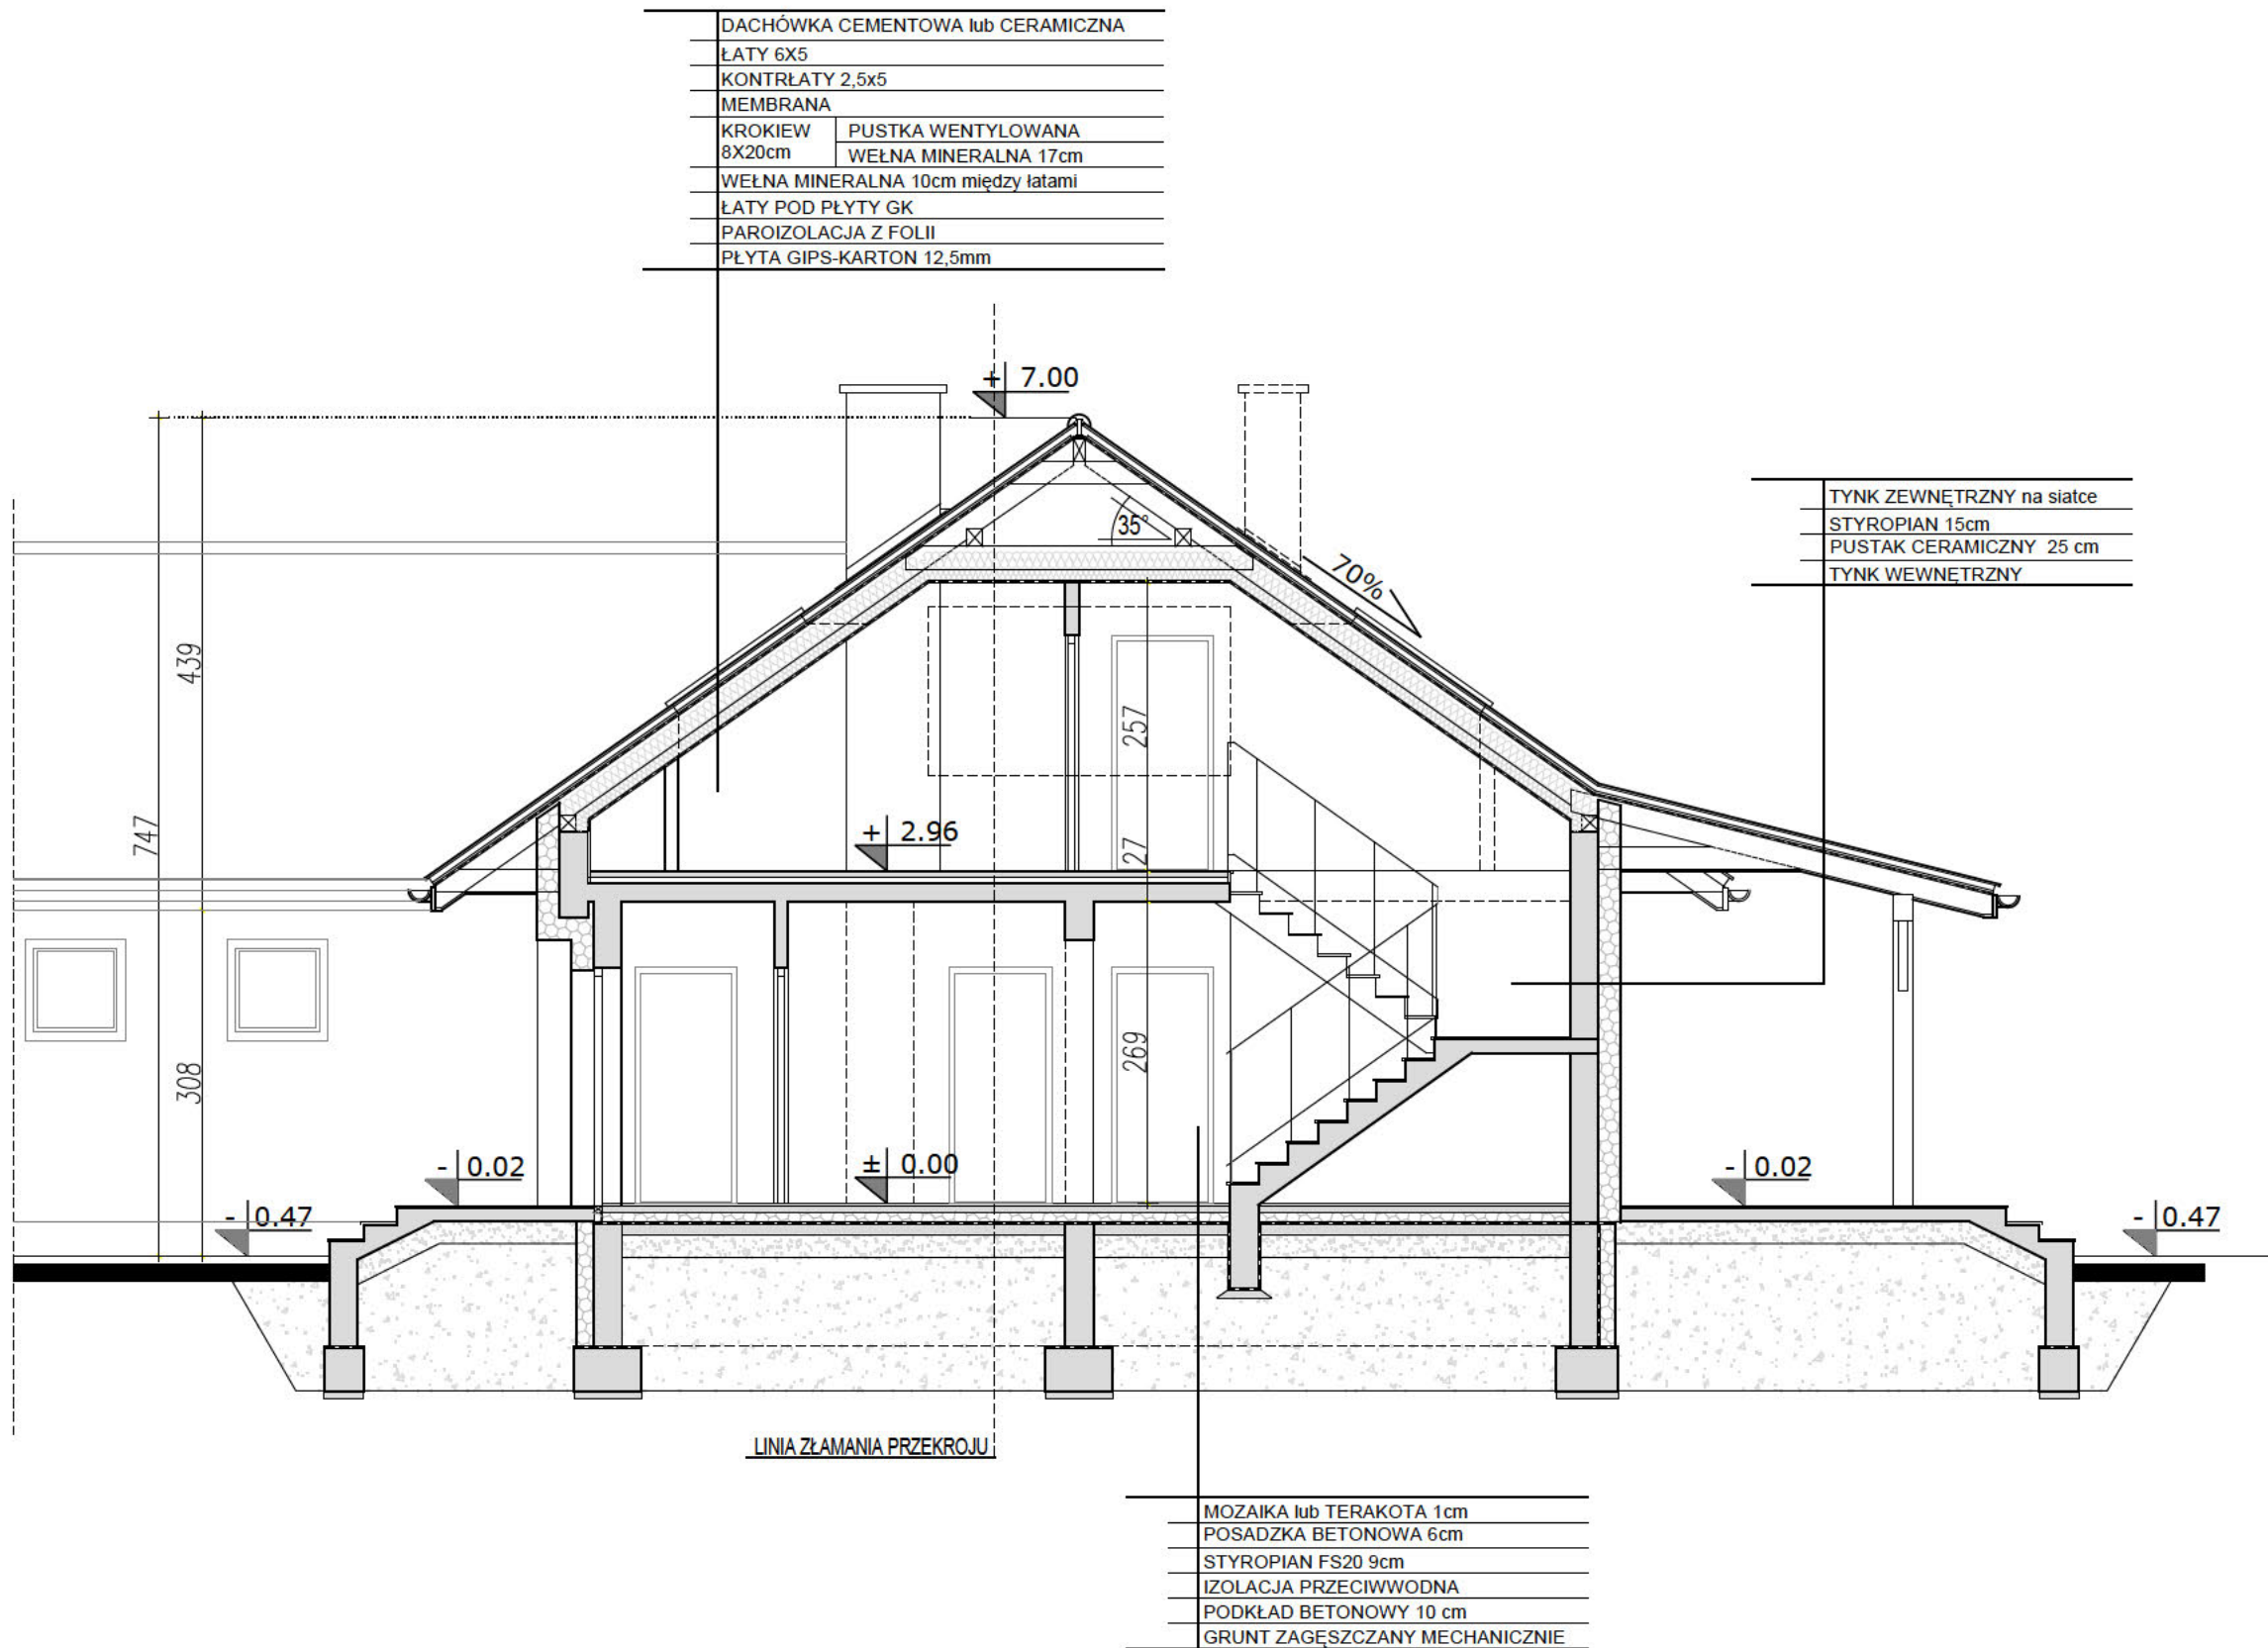 DACHÓWKA CEMENTOWA lub CERAMICZNA
ŁATY 6X5
KONTRŁATY 2,5x5
MEMBRANA
KROKIEW 8X20cm
PUSTKA WENTYLOWANA
WEŁNA MINERALNA 17cm
WEŁNA MINERALNA 10cm między łatami
ŁATY POD PŁYTY GK
PAROIZOLACJA Z FOLII
PŁYTA GIPS-KARTON 12,5mm
+ 7.00
TYNK ZEWNĘTRZNY na siatce
STYROPIAN 15cm
PUSTAK CERAMICZNY 25 cm
TYNK WEWNĘTRZNY
35°
70%
439
257
747
+ 2.96
27
269
308
- 0.02
± 0.00
- 0.02
- 0.47
- 0.47
LINIA ZŁAMANIA PRZEKROJU
MOZAIKA lub TERAKOTA 1cm
POSADZKA BETONOWA 6cm
STYROPIAN FS20 9cm
IZOLACJA PRZECIWWODNA
PODKŁAD BETONOWY 10 cm
GRUNT ZAGĘSZCZANY MECHANICZNIE